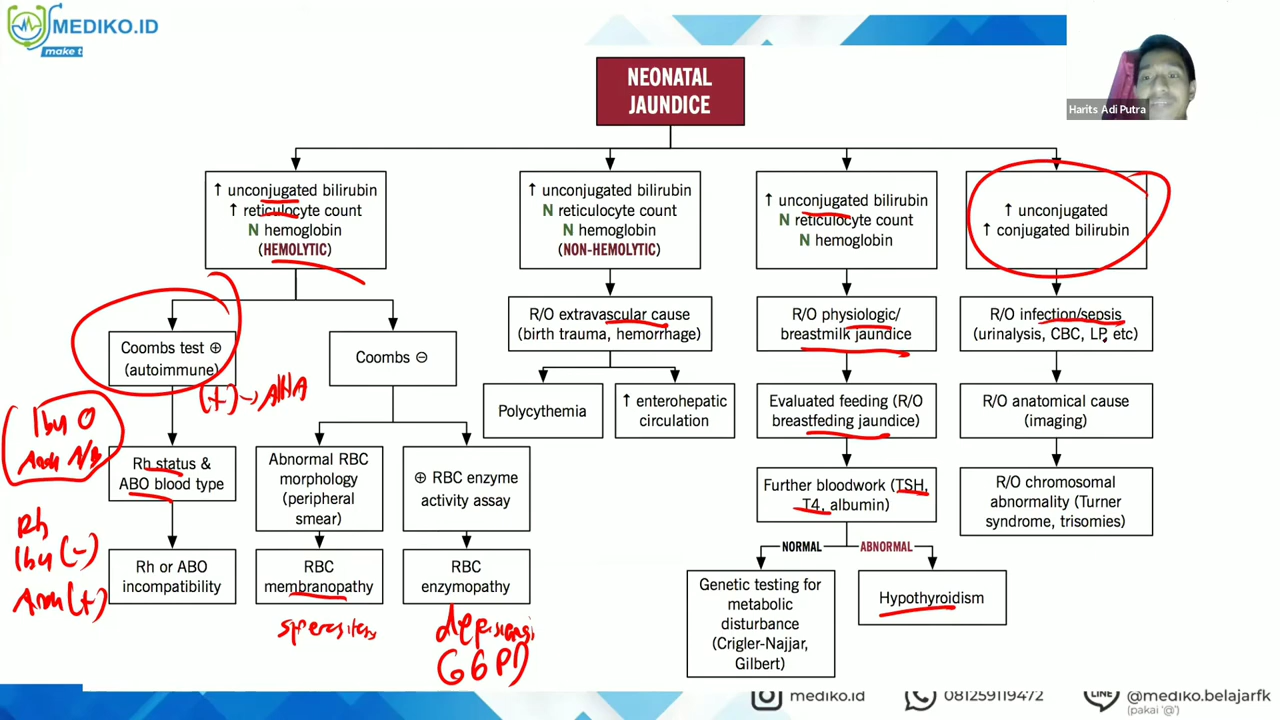 MEDIKO.ID
make t
NEONATAL
JAUNDICE
Harits Adi Putra
↑ unconjugated bilirubin
↑ reticulocyte count
N hemoglobin
(HEMOLYTIC)
↑ unconjugated bilirubin
N reticulocyte count
N hemoglobin
(NON-HEMOLYTIC)
↑ unconjugated bilirubin
N reticulocyte count
N hemoglobin
↑ unconjugated
↑ conjugated bilirubin
Coombs test ⊕
(autoimmune)
(+) → AIHA
Coombs ⊖
R/O extravascular cause
(birth trauma, hemorrhage)
R/O physiologic/
breastmilk jaundice
R/O infection/sepsis
(urinalysis, CBC, LP, etc)
Polycythemia
↑ enterohepatic
circulation
Evaluated feeding (R/O
breastfeding jaundice)
R/O anatomical cause
(imaging)
Ibu O
Anak A/B
Rh status &
ABO blood type
Abnormal RBC
morphology
(peripheral
smear)
⊕ RBC enzyme
activity assay
Further bloodwork (TSH,
T4, albumin)
R/O chromosomal
abnormality (Turner
syndrome, trisomies)
Rh
Ibu (-)
Anak (+)
Rh or ABO
incompatibility
RBC
membranopathy
RBC
enzymopathy
NORMAL
ABNORMAL
Genetic testing for
metabolic
disturbance
(Crigler-Najjar,
Gilbert)
Hypothyroidism
defisiensi
G6PD
mediko.id
081259119472
LINE
@mediko.belajarfk
(pakai '@')